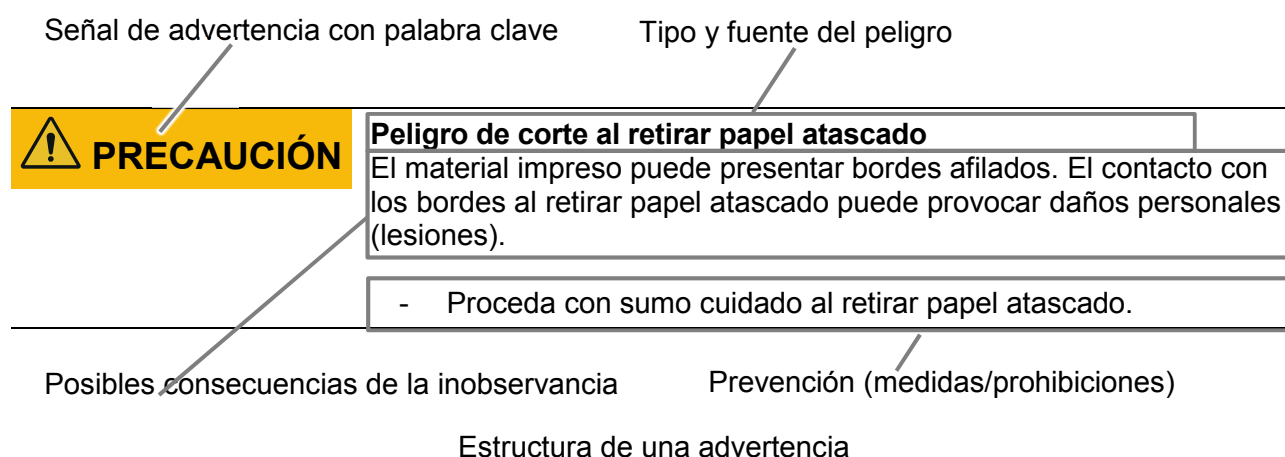 Señal de advertencia con palabra clave
Tipo y fuente del peligro
PRECAUCIÓN
Peligro de corte al retirar papel atascado
El material impreso puede presentar bordes afilados. El contacto con
los bordes al retirar papel atascado puede provocar daños personales
(lesiones).
- Proceda con sumo cuidado al retirar papel atascado.
Posibles consecuencias de la inobservancia
Prevención (medidas/prohibiciones)
Estructura de una advertencia